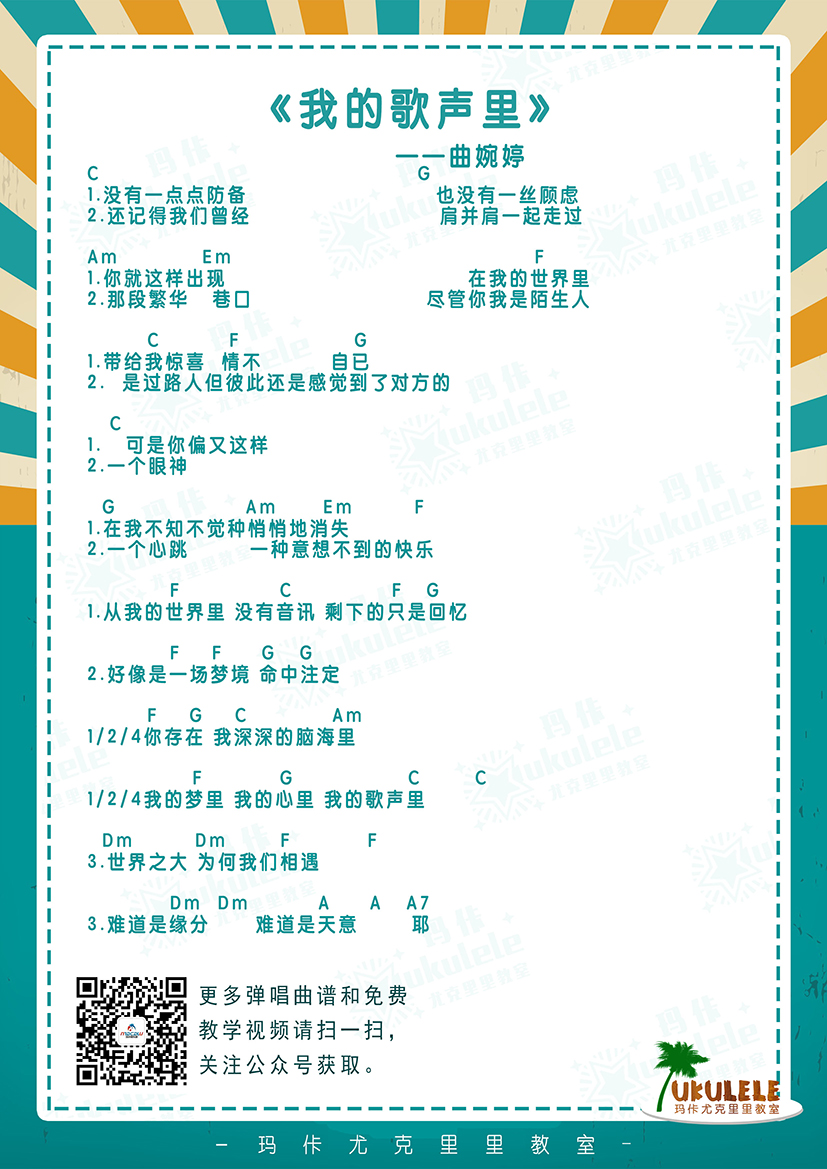 《我的歌声里》
——曲婉婷
C G
1.没有一点点防备 也没有一丝顾虑
2.还记得我们曾经 肩并肩一起走过
Am Em F
1.你就这样出现 在我的世界里
2.那段繁华 巷口 尽管你我是陌生人
C F G
1.带给我惊喜 情不 自已
2. 是过路人但彼此还是感觉到了对方的
C
1. 可是你偏又这样
2.一个眼神
G Am Em F
1.在我不知不觉种悄悄地消失
2.一个心跳 一种意想不到的快乐
F C F G
1.从我的世界里 没有音讯 剩下的只是回忆
F F G G
2.好像是一场梦境 命中注定
F G C Am
1/2/4你存在 我深深的脑海里
F G C C
1/2/4我的梦里 我的心里 我的歌声里
Dm Dm F F
3.世界之大 为何我们相遇
Dm Dm A A A7
3.难道是缘分 难道是天意 耶
更多弹唱曲谱和免费
教学视频请扫一扫，
关注公众号获取。
UKULELE
玛佧尤克里里教室
— 玛佧尤克里里教室 —